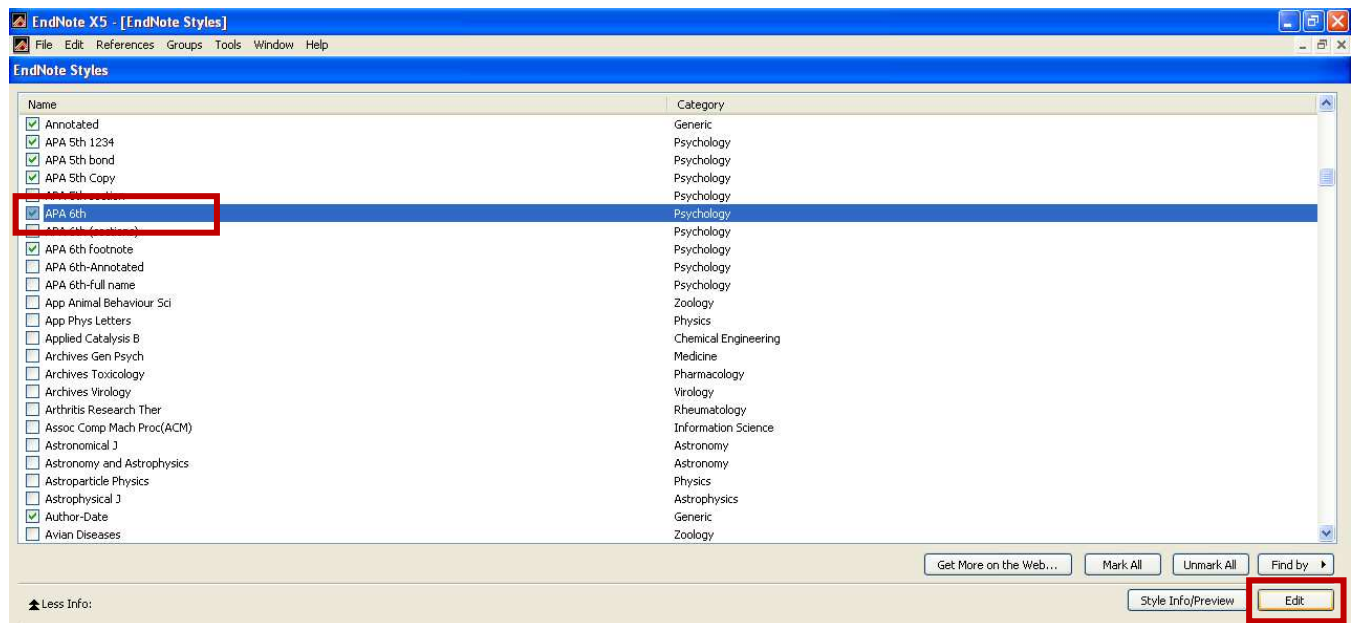 EndNote X5 - [EndNote Styles]
File Edit References Groups Tools Window Help
EndNote Styles
Name Category
Annotated Generic
APA 5th 1234 Psychology
APA 5th bond Psychology
APA 5th Copy Psychology
APA 5th section Psychology
APA 6th Psychology
APA 6th (sections) Psychology
APA 6th footnote Psychology
APA 6th-Annotated Psychology
APA 6th-full name Psychology
App Animal Behaviour Sci Zoology
App Phys Letters Physics
Applied Catalysis B Chemical Engineering
Archives Gen Psych Medicine
Archives Toxicology Pharmacology
Archives Virology Virology
Arthritis Research Ther Rheumatology
Assoc Comp Mach Proc(ACM) Information Science
Astronomical J Astronomy
Astronomy and Astrophysics Astronomy
Astroparticle Physics Physics
Astrophysical J Astrophysics
Author-Date Generic
Avian Diseases Zoology
Get More on the Web... Mark All Unmark All Find by
Less Info: Style Info/Preview Edit